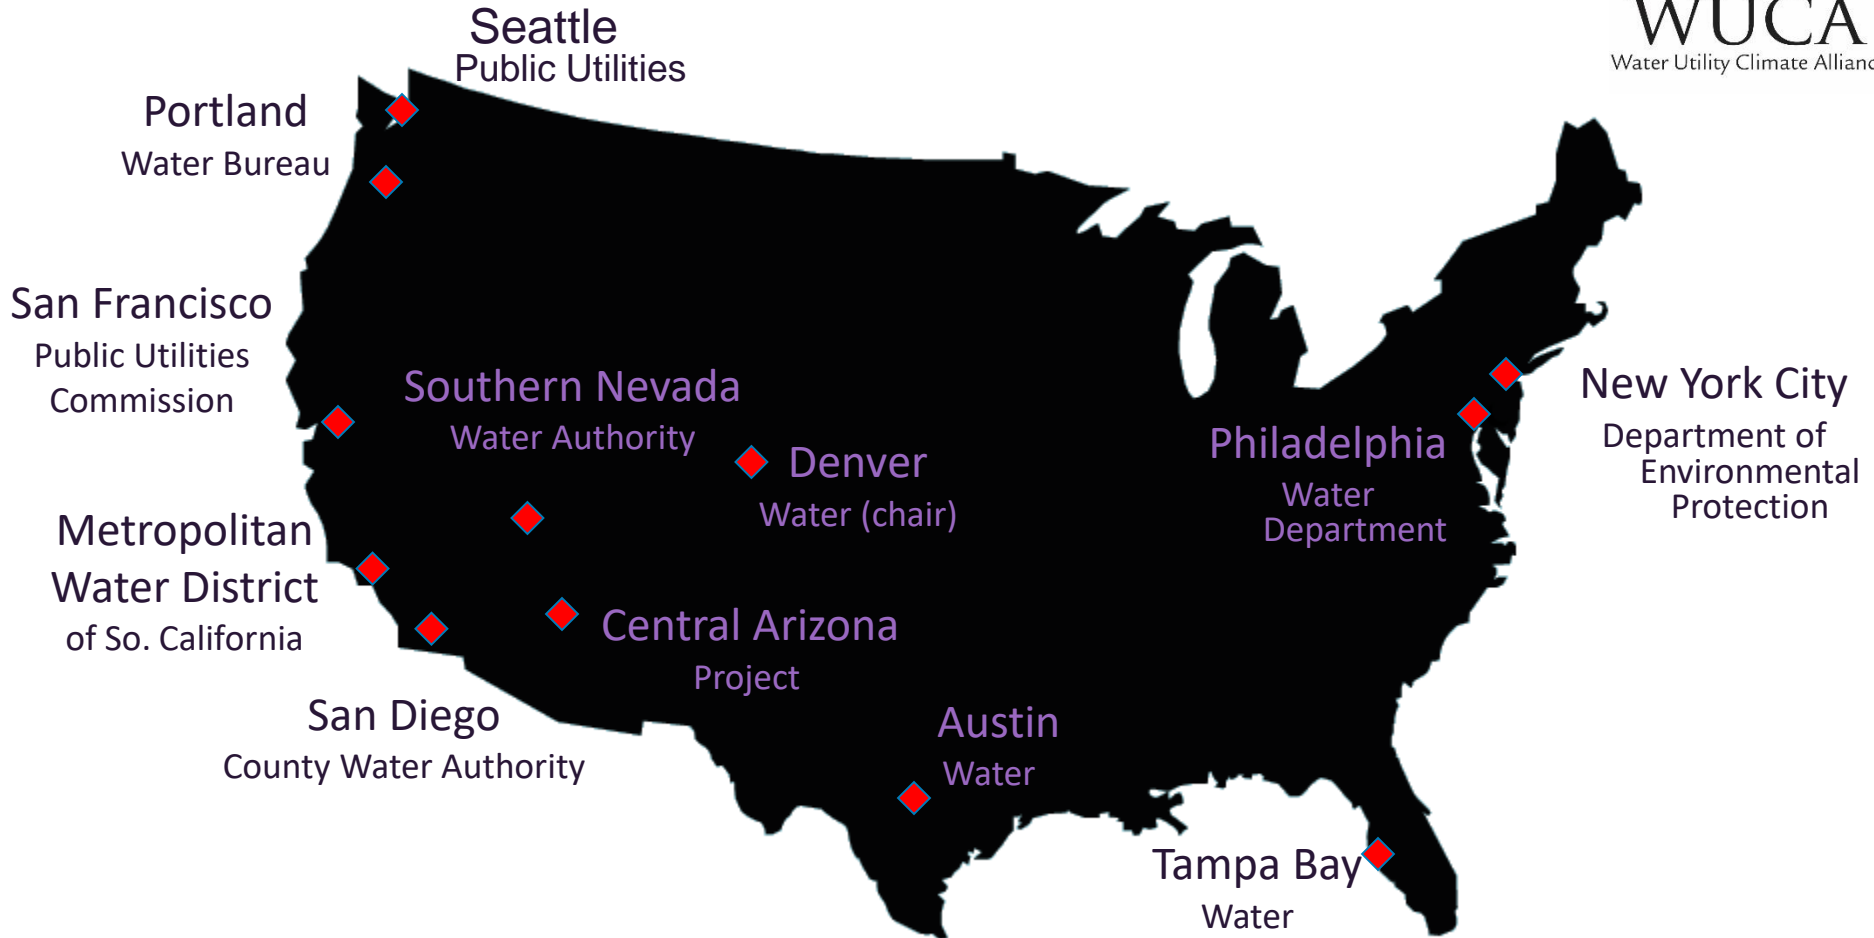 WUCA
Water Utility Climate Allianc
Seattle
Public Utilities
Portland
Water Bureau
San Francisco
Public Utilities
Commission
Southern Nevada
Water Authority
Denver
Water (chair)
Philadelphia
Water
Department
New York City
Department of
Environmental
Protection
Metropolitan
Water District
of So. California
Central Arizona
Project
San Diego
County Water Authority
Austin
Water
Tampa Bay
Water